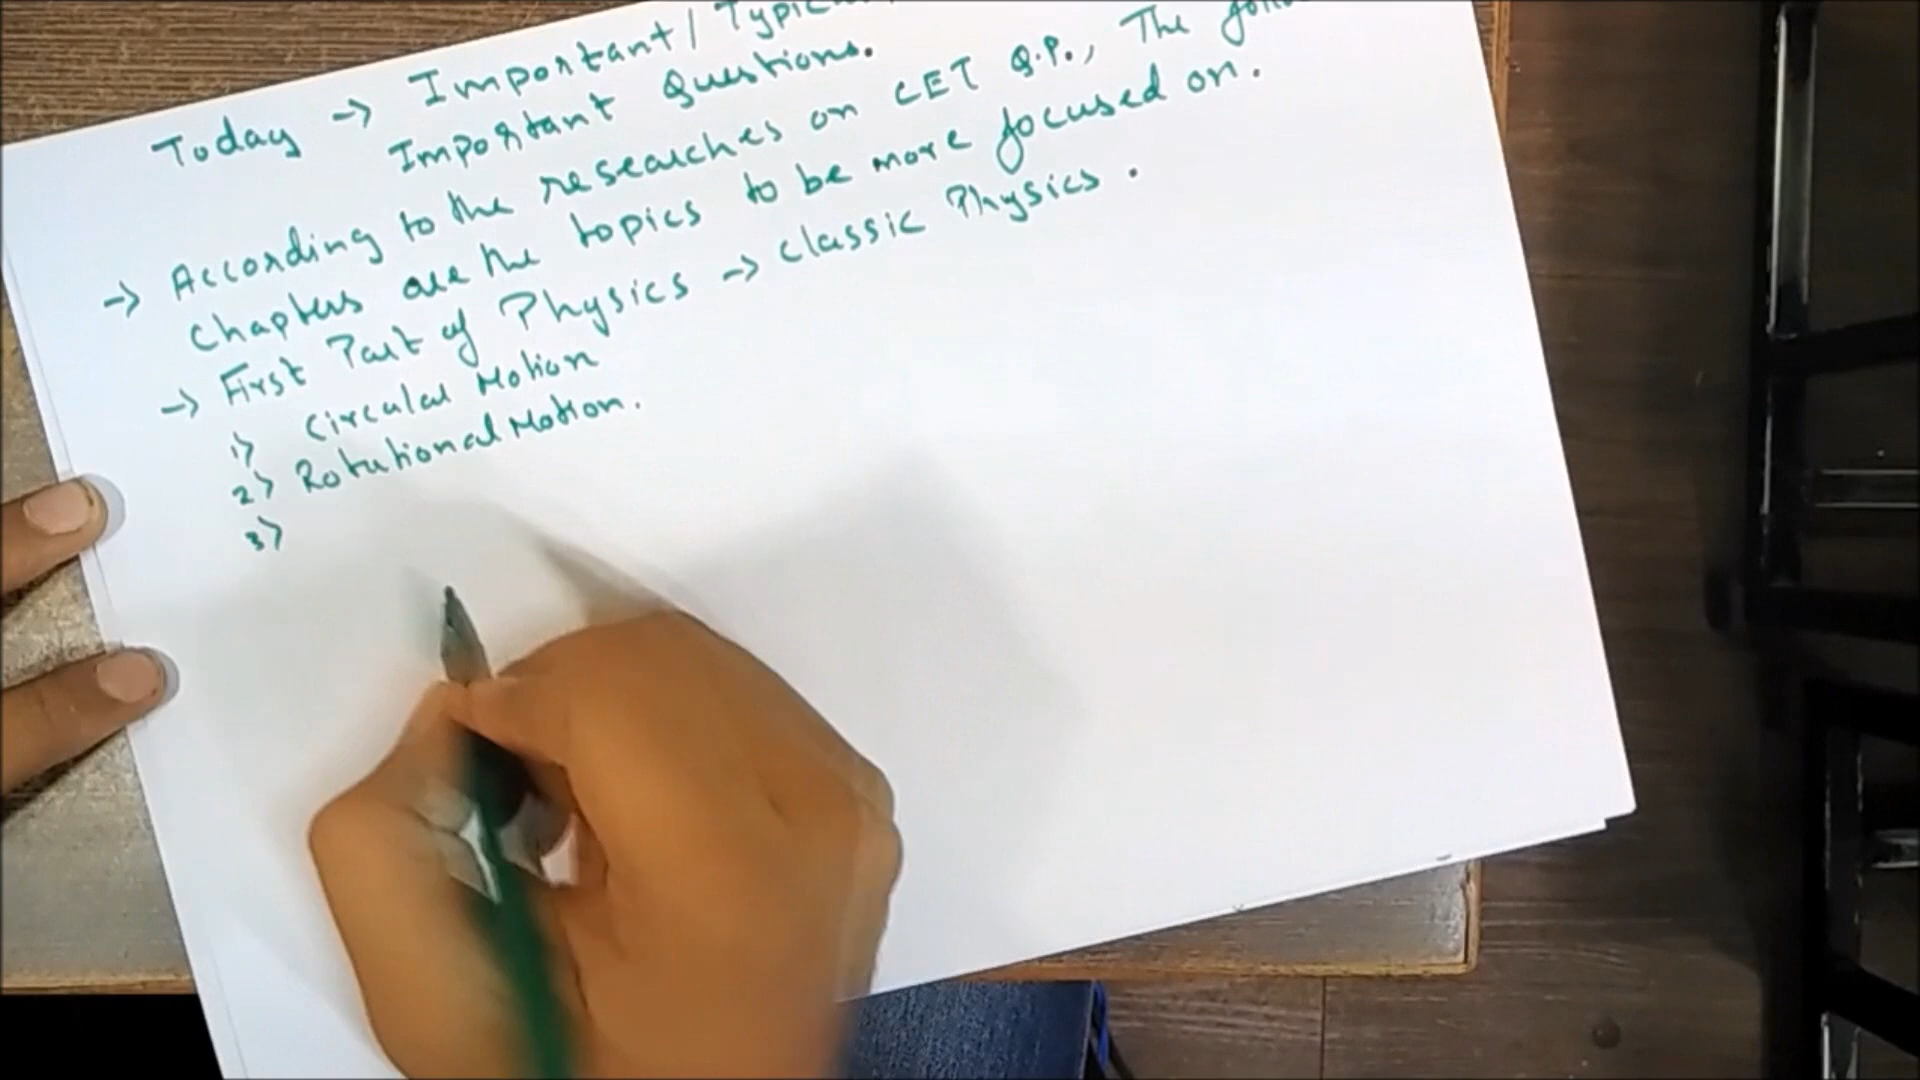 Today → Important/
Important Questions.
→ According to the researches on CET Q.P., The
chapters are the topics to be more focused on.
→ First Part of Physics → classic Physics.
1) Circular Motion
2) Rotational Motion.
3)